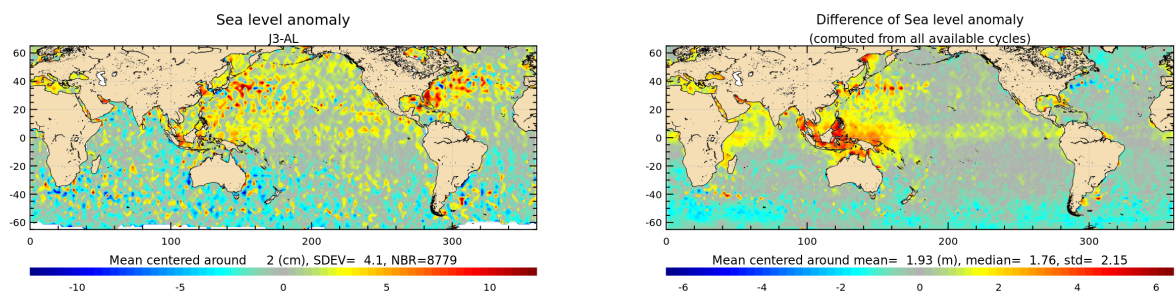 Sea level anomaly
J3-AL
60
40
20
0
-20
-40
-60
0 100 200 300
Mean centered around 2 (cm), SDEV= 4.1, NBR=8779
-10 -5 0 5 10
Difference of Sea level anomaly
(computed from all available cycles)
60
40
20
0
-20
-40
-60
0 100 200 300
Mean centered around mean= 1.93 (m), median= 1.76, std= 2.15
-6 -4 -2 0 2 4 6